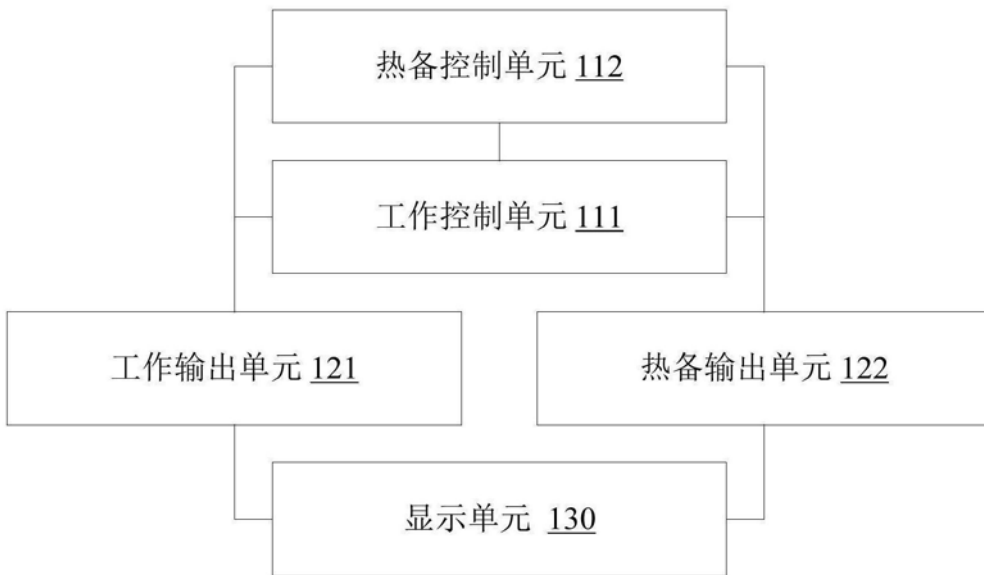 热备控制单元 112
工作控制单元 111
工作输出单元 121
热备输出单元 122
显示单元 130